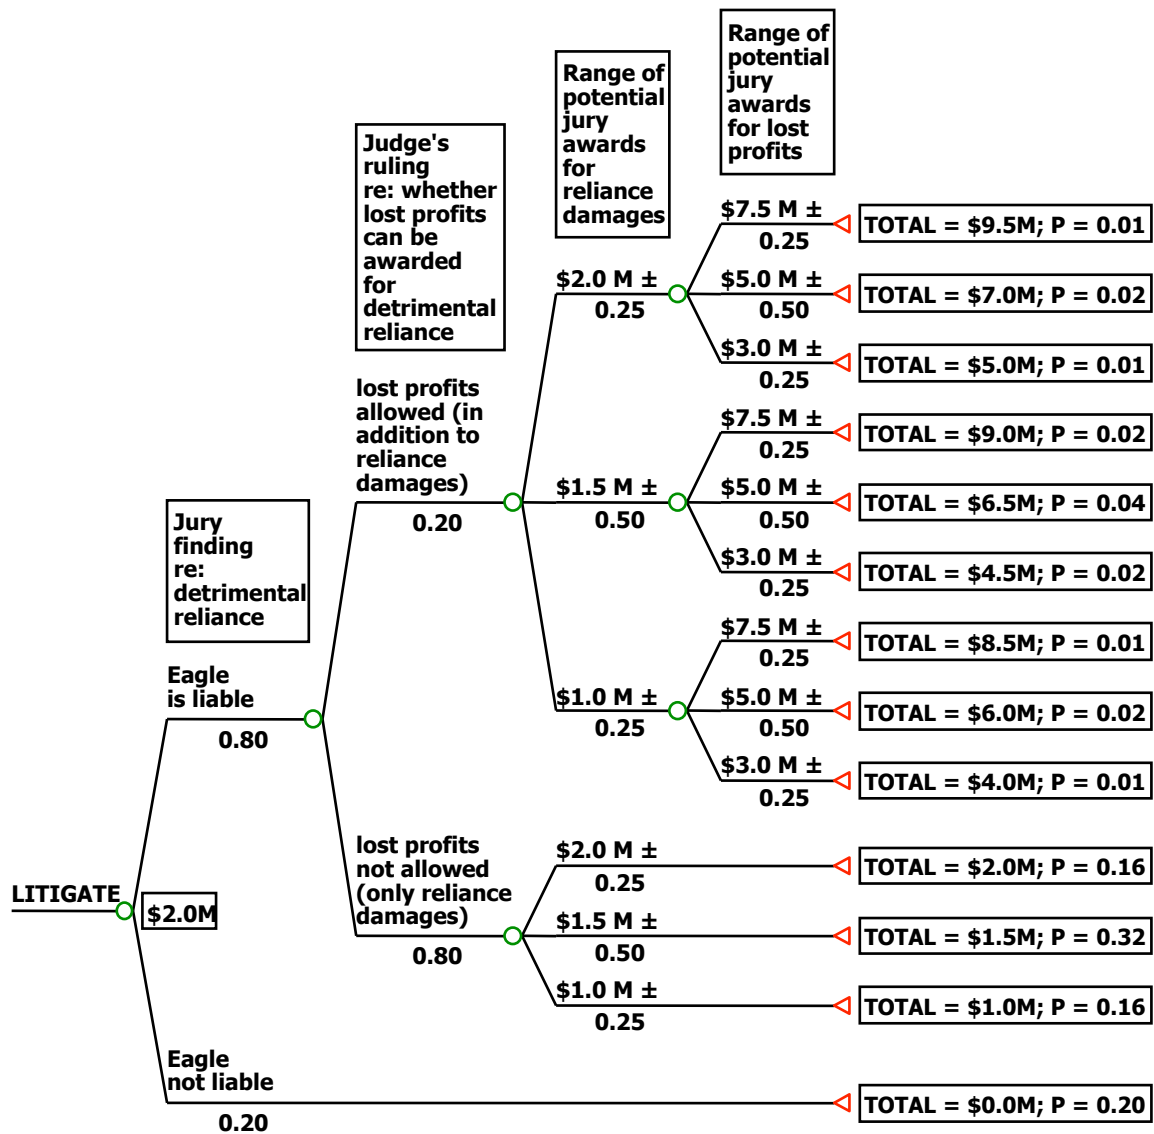 Range of
potential
jury
awards
for lost
profits
Range of
potential
jury
awards
for
reliance
damages
Judge's
ruling
re: whether
lost profits
can be
awarded
for
detrimental
reliance
$7.5 M ±
0.25
TOTAL = $9.5M; P = 0.01
$2.0 M ±
0.25
$5.0 M ±
0.50
TOTAL = $7.0M; P = 0.02
$3.0 M ±
0.25
TOTAL = $5.0M; P = 0.01
lost profits
allowed (in
addition to
reliance
damages)
0.20
$7.5 M ±
0.25
TOTAL = $9.0M; P = 0.02
$1.5 M ±
0.50
$5.0 M ±
0.50
TOTAL = $6.5M; P = 0.04
$3.0 M ±
0.25
TOTAL = $4.5M; P = 0.02
Jury
finding
re:
detrimental
reliance
Eagle
is liable
0.80
$7.5 M ±
0.25
TOTAL = $8.5M; P = 0.01
$1.0 M ±
0.25
$5.0 M ±
0.50
TOTAL = $6.0M; P = 0.02
$3.0 M ±
0.25
TOTAL = $4.0M; P = 0.01
lost profits
not allowed
(only reliance
damages)
0.80
$2.0 M ±
0.25
TOTAL = $2.0M; P = 0.16
$1.5 M ±
0.50
TOTAL = $1.5M; P = 0.32
$1.0 M ±
0.25
TOTAL = $1.0M; P = 0.16
LITIGATE
$2.0M
Eagle
not liable
0.20
TOTAL = $0.0M; P = 0.20